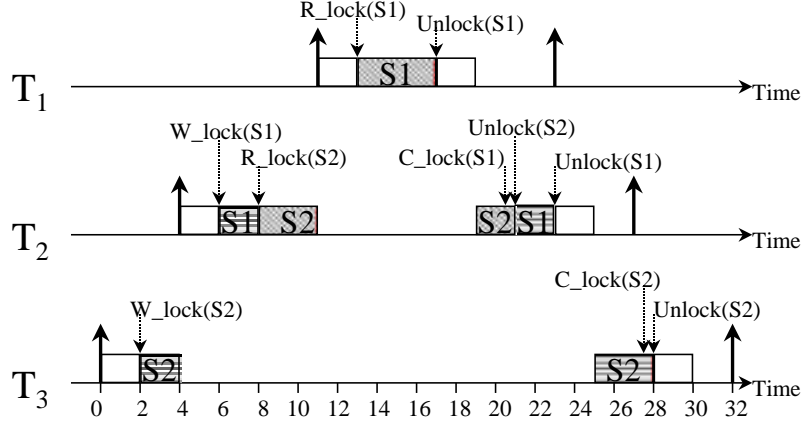 R_lock(S1)
Unlock(S1)
T1
S1
Time
W_lock(S1)
R_lock(S2)
C_lock(S1)
Unlock(S2)
Unlock(S1)
T2
S1
S2
S2
S1
Time
W_lock(S2)
C_lock(S2)
Unlock(S2)
T3
S2
S2
Time
0 2 4 6 8 10 12 14 16 18 20 22 24 26 28 30 32